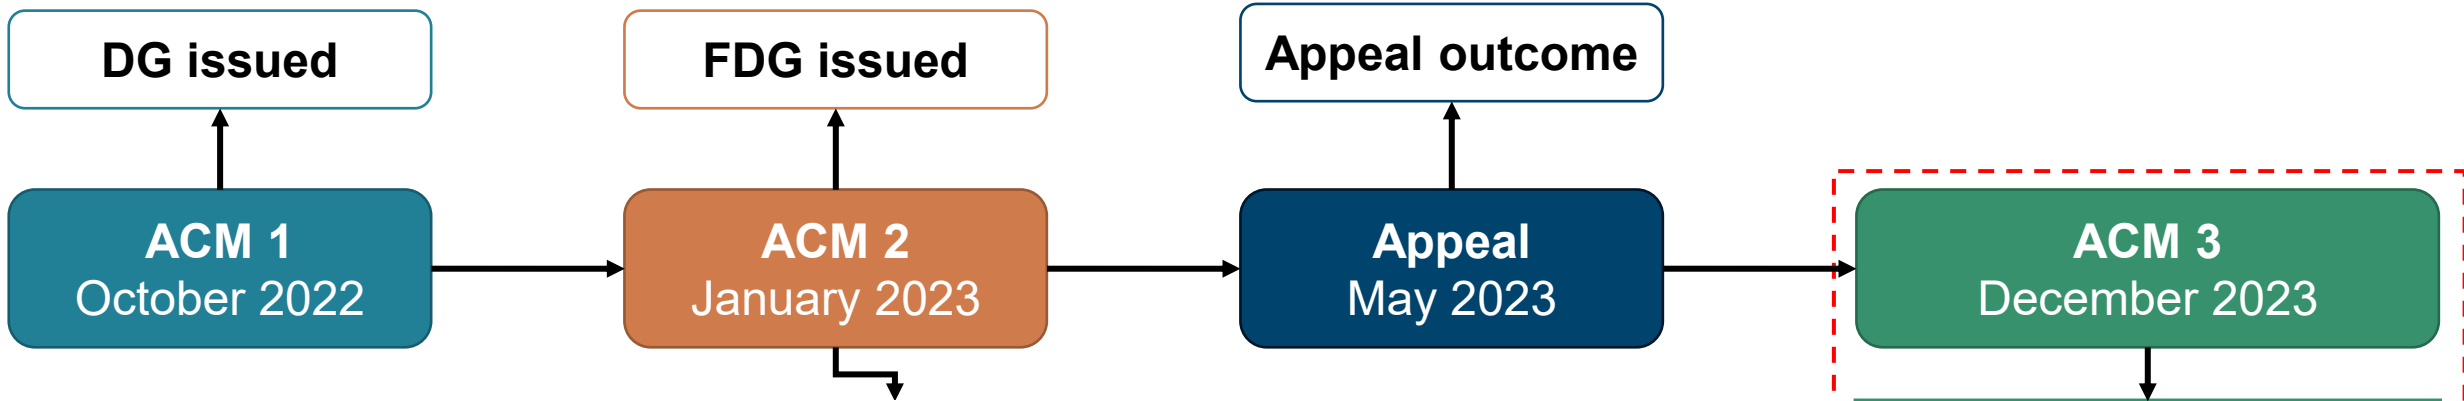 DG issued
FDG issued
Appeal outcome
ACM 1
October 2022
ACM 2
January 2023
Appeal
May 2023
ACM 3
December 2023